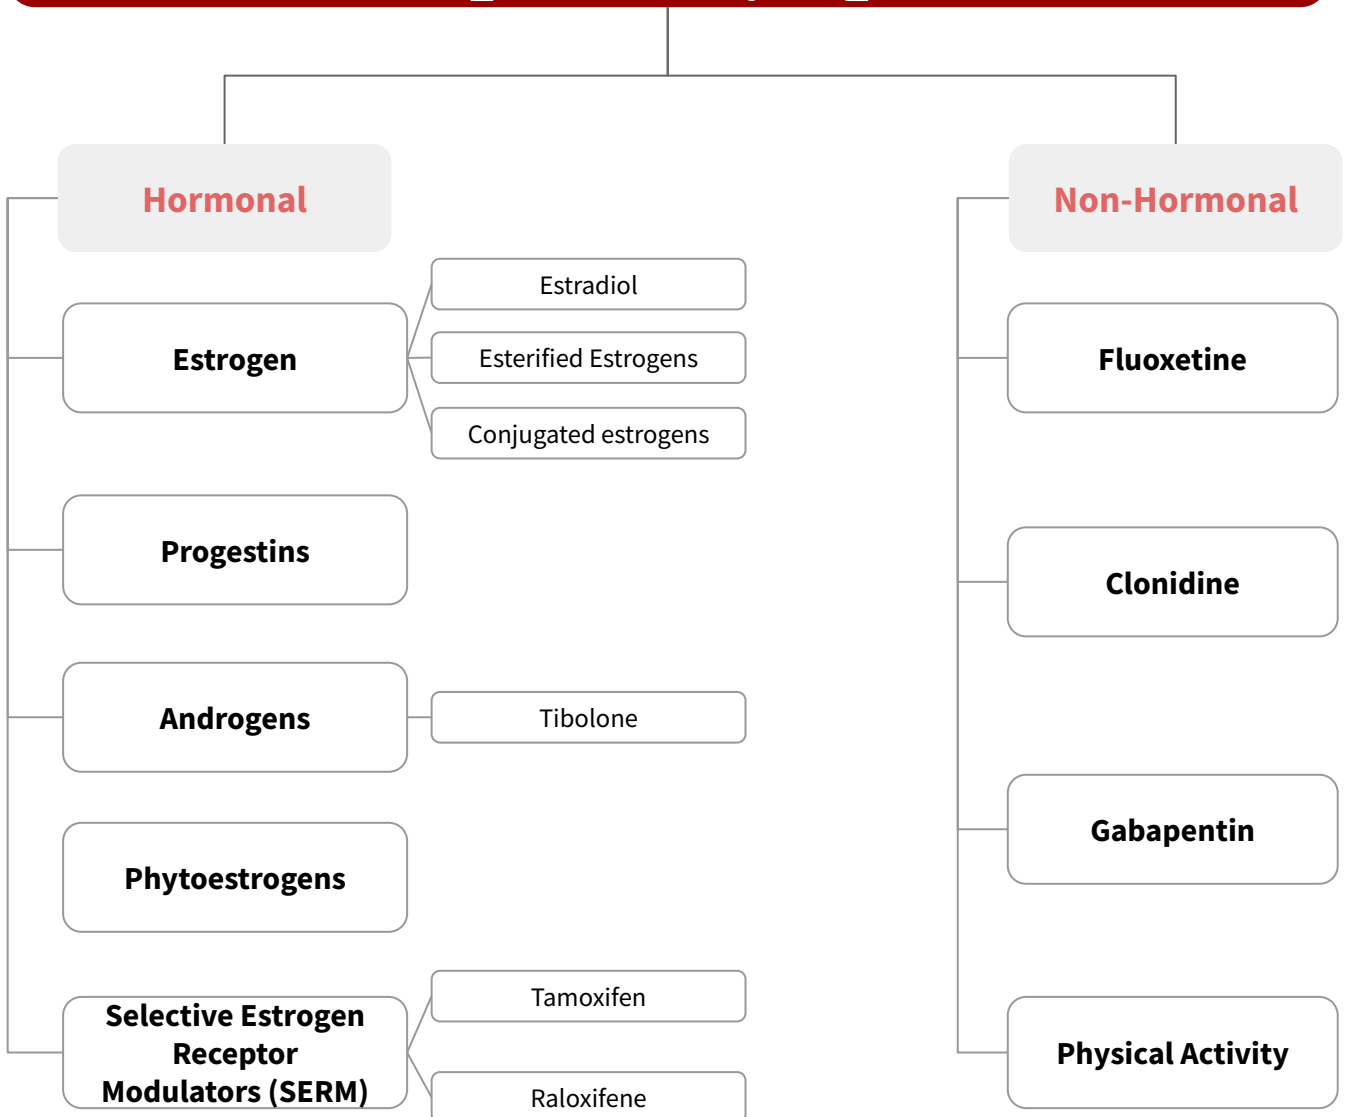 Hormonal
Non-Hormonal
Estradiol
Estrogen
Esterified Estrogens
Fluoxetine
Conjugated estrogens
Progestins
Clonidine
Androgens
Tibolone
Gabapentin
Phytoestrogens
Selective Estrogen
Receptor
Modulators (SERM)
Tamoxifen
Physical Activity
Raloxifene